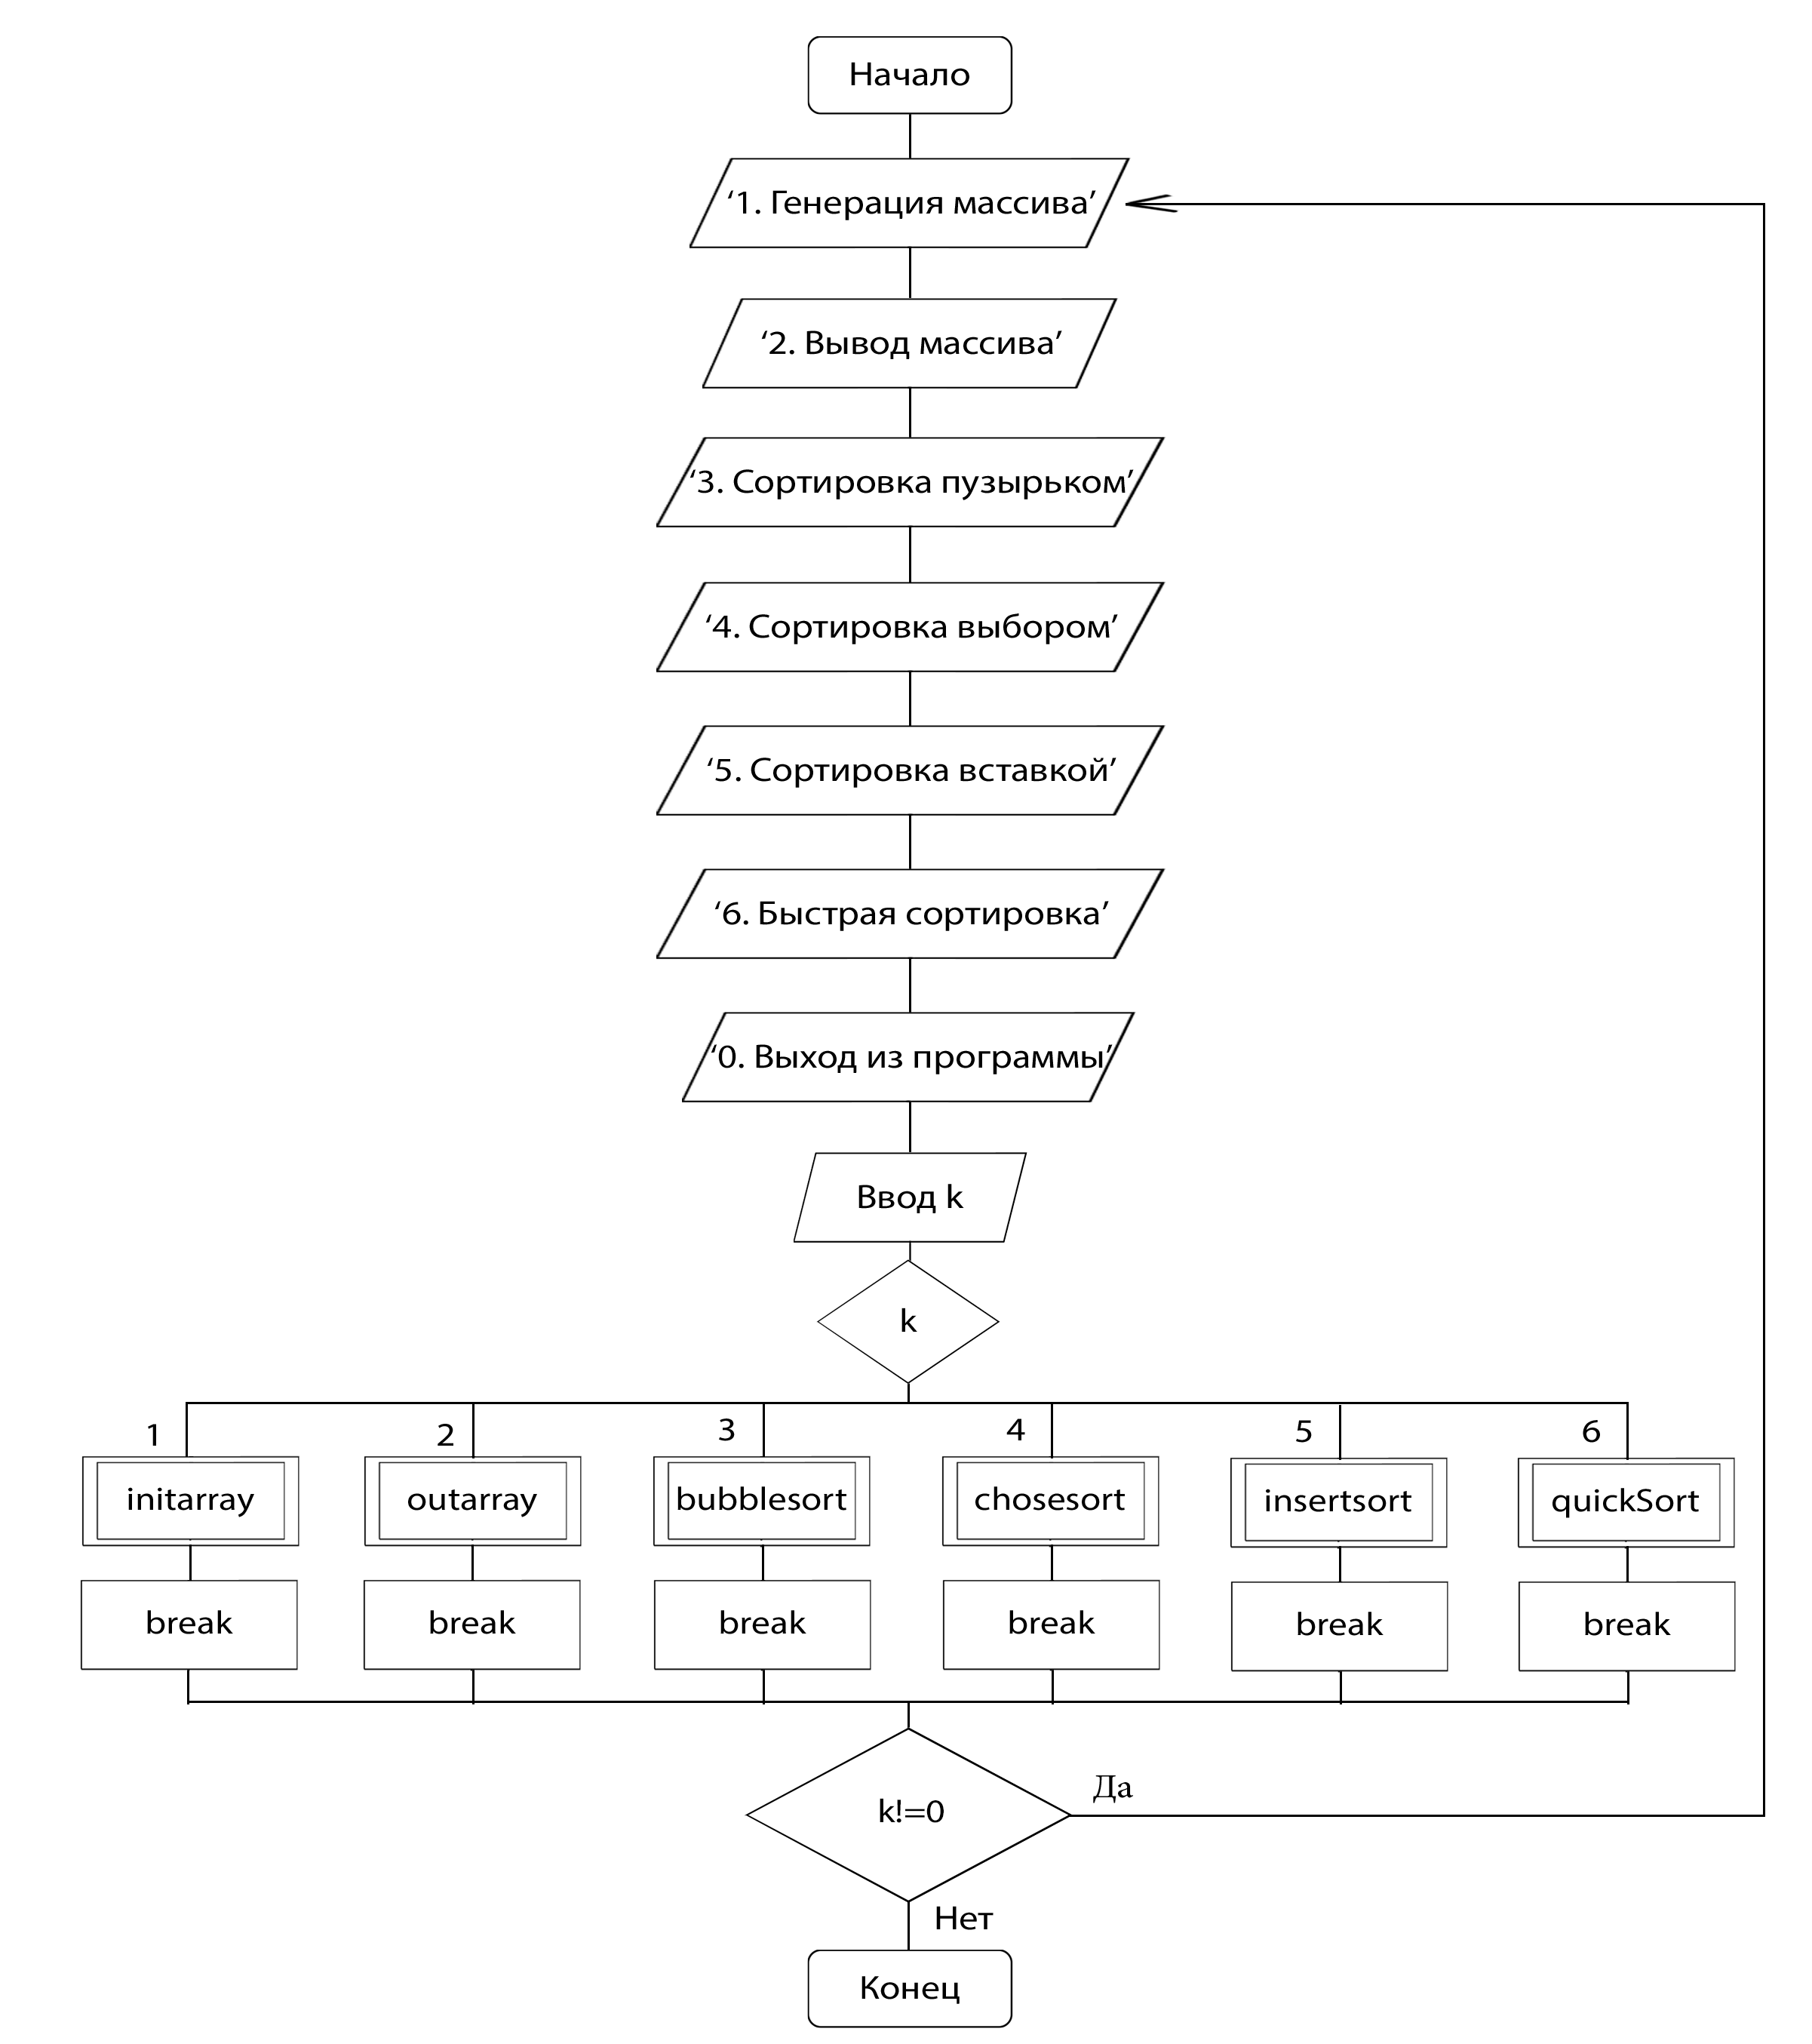 Начало
‘1. Генерация массива’
‘2. Вывод массива’
‘3. Сортировка пузырьком’
‘4. Сортировка выбором’
‘5. Сортировка вставкой’
‘6. Быстрая сортировка’
‘0. Выход из программы’
Ввод k
k
1 2 3 4 5 6
initarray outarray bubblesort chosesort insertsort quickSort
break break break break break break
Да
k!=0
Нет
Конец